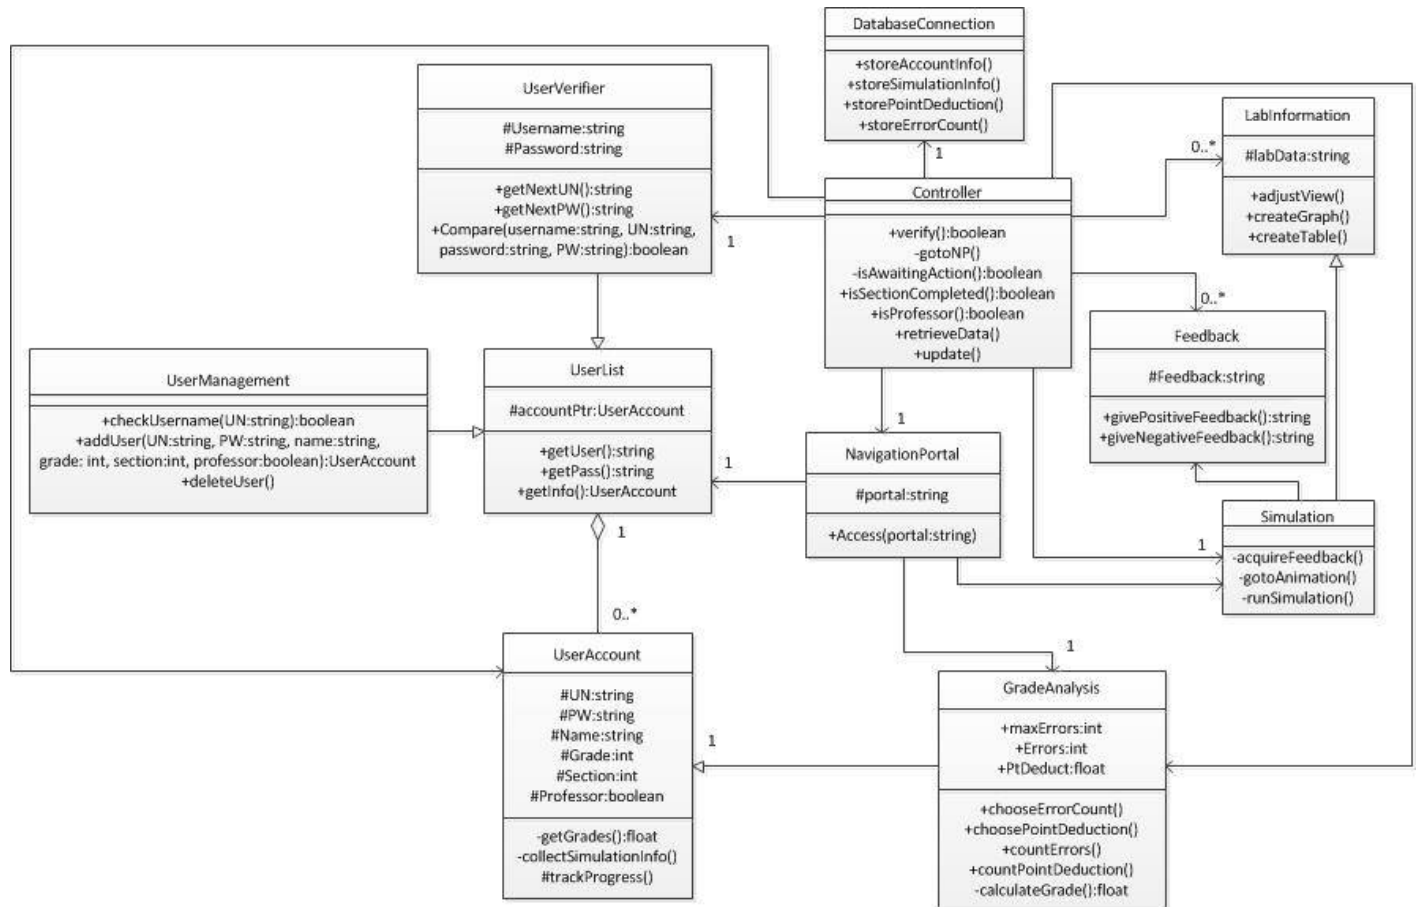 DatabaseConnection
+storeAccountInfo()
+storeSimulationInfo()
+storePointDeduction()
+storeErrorCount()
1
UserVerifier
#Username:string
#Password:string
+getNextUN():string
+getNextPW():string
+Compare(username:string, UN:string,
password:string, PW:string):boolean
1
Controller
+verify():boolean
-gotoNP()
-isAwaitingAction():boolean
+isSectionCompleted():boolean
+isProfessor():boolean
+retrieveData()
+update()
0..*
LabInformation
#labData:string
+adjustView()
+createGraph()
+createTable()
0..*
Feedback
#Feedback:string
+givePositiveFeedback():string
+giveNegativeFeedback():string
UserManagement
+checkUsername(UN:string):boolean
+addUser(UN:string, PW:string, name:string,
grade: int, section:int, professor:boolean):UserAccount
+deleteUser()
UserList
#accountPtr:UserAccount
+getUser():string
+getPass():string
+getInfo():UserAccount
1
1
1
NavigationPortal
#portal:string
+Access(portal:string)
1
Simulation
-acquireFeedback()
-gotoAnimation()
-runSimulation()
0..*
UserAccount
#UN:string
#PW:string
#Name:string
#Grade:int
#Section:int
#Professor:boolean
-getGrades():float
-collectSimulationInfo()
#trackProgress()
1
1
GradeAnalysis
+maxErrors:int
+Errors:int
+PtDeduct:float
+chooseErrorCount()
+choosePointDeduction()
+countErrors()
+countPointDeduction()
-calculateGrade():float